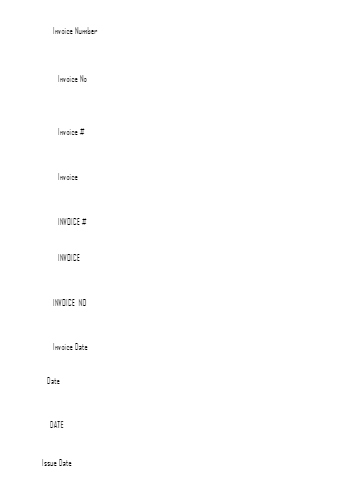 Invoice Number
Invoice No
Invoice #
Invoice
INVOICE #
INVOICE
INVOICE NO
Invoice Date
Date
DATE
Issue Date